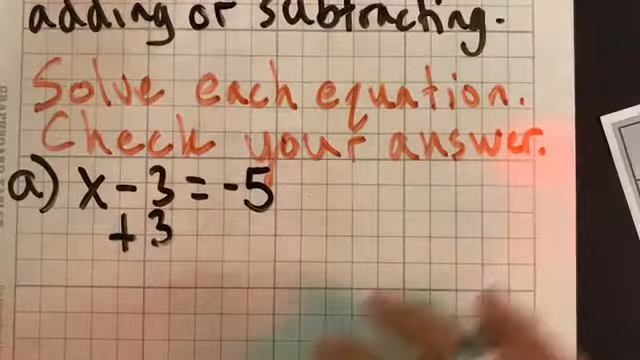 adding or subtracting.
Solve each equation.
Check your answer.
a) x - 3 = -5
+ 3